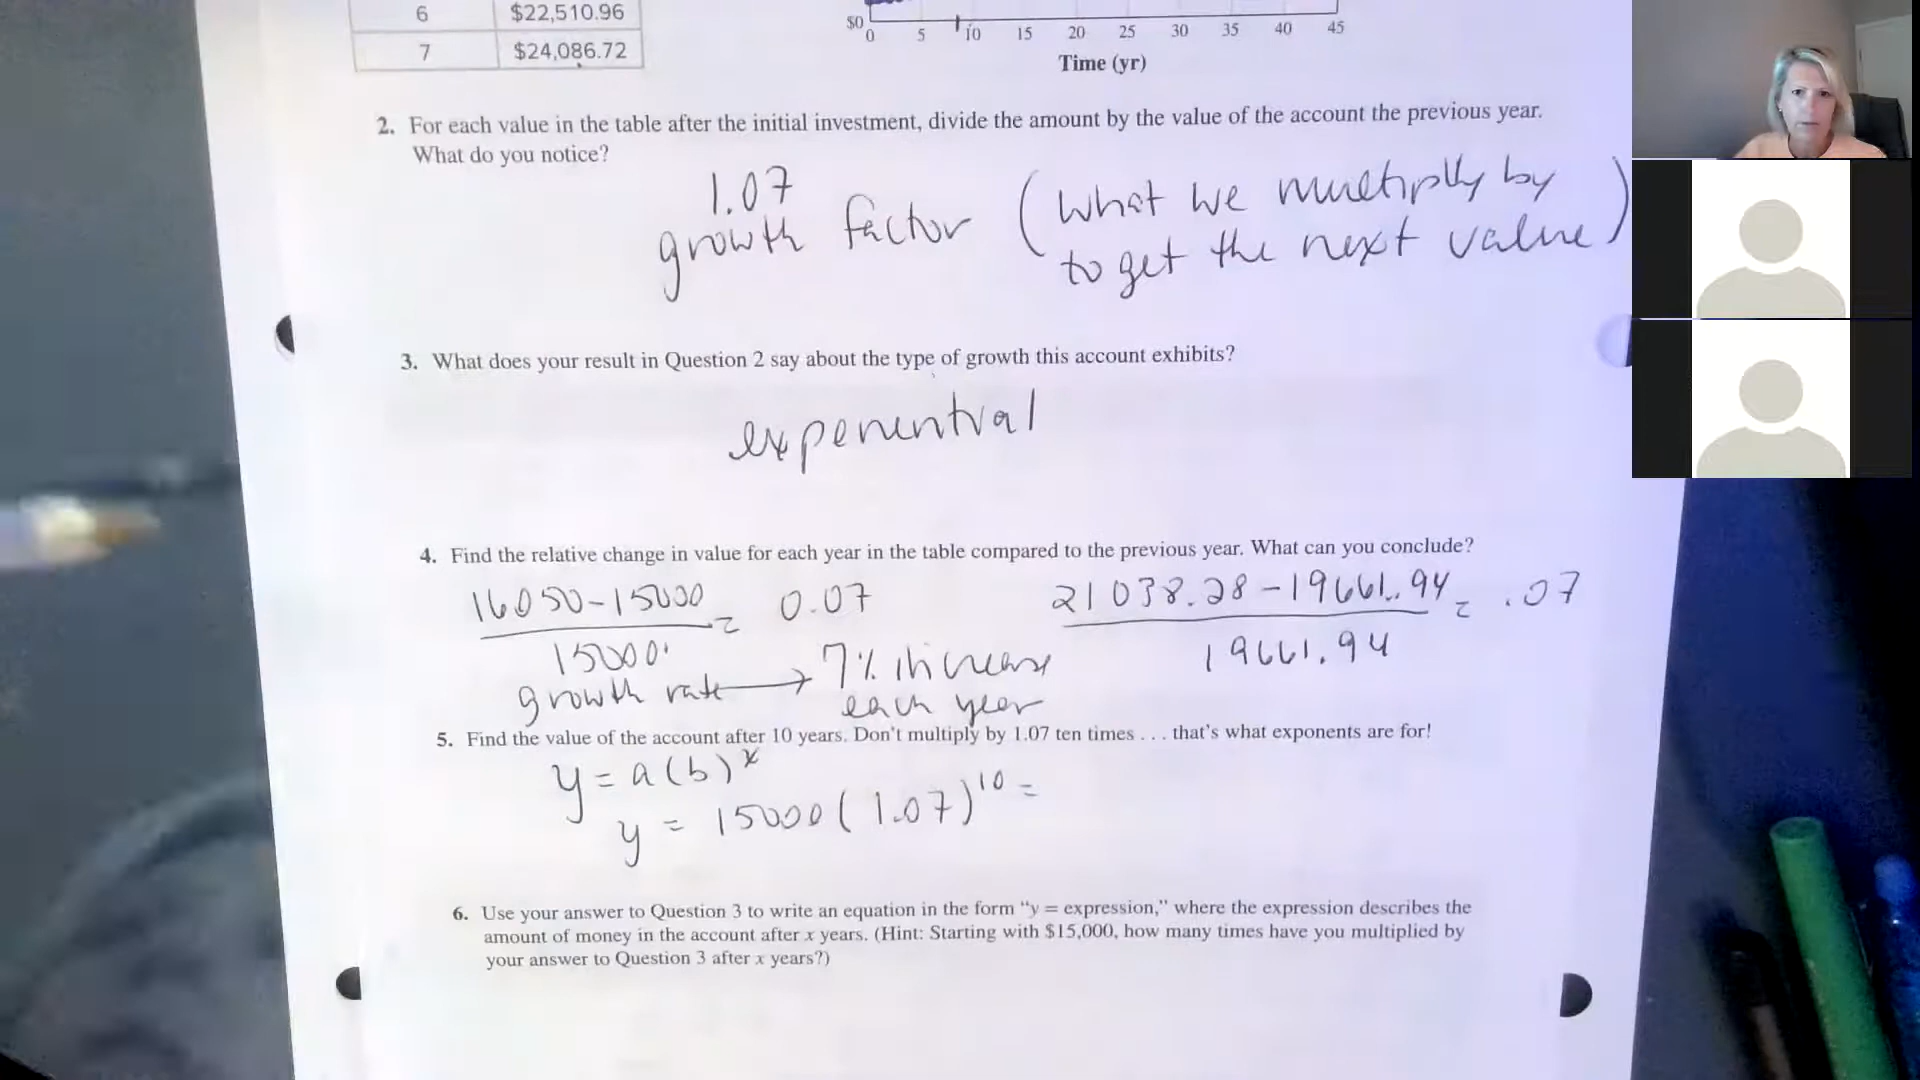 6 $22,510.96
7 $24,086.72
$0
0 5 10 15 20 25 30 35 40 45
Time (yr)
2. For each value in the table after the initial investment, divide the amount by the value of the account the previous year.
What do you notice?
1.07
growth factor (what we multiply by
to get the next value)
3. What does your result in Question 2 say about the type of growth this account exhibits?
exponential
4. Find the relative change in value for each year in the table compared to the previous year. What can you conclude?
16050-15000 = 0.07
15000
21038.28-19661.94 = .07
19661.94
growth rate → 7% increase
each year
5. Find the value of the account after 10 years. Don't multiply by 1.07 ten times . . . that's what exponents are for!
y = a(b)^x
y = 15000(1.07)^10 =
6. Use your answer to Question 3 to write an equation in the form "y = expression," where the expression describes the
amount of money in the account after x years. (Hint: Starting with $15,000, how many times have you multiplied by
your answer to Question 3 after x years?)